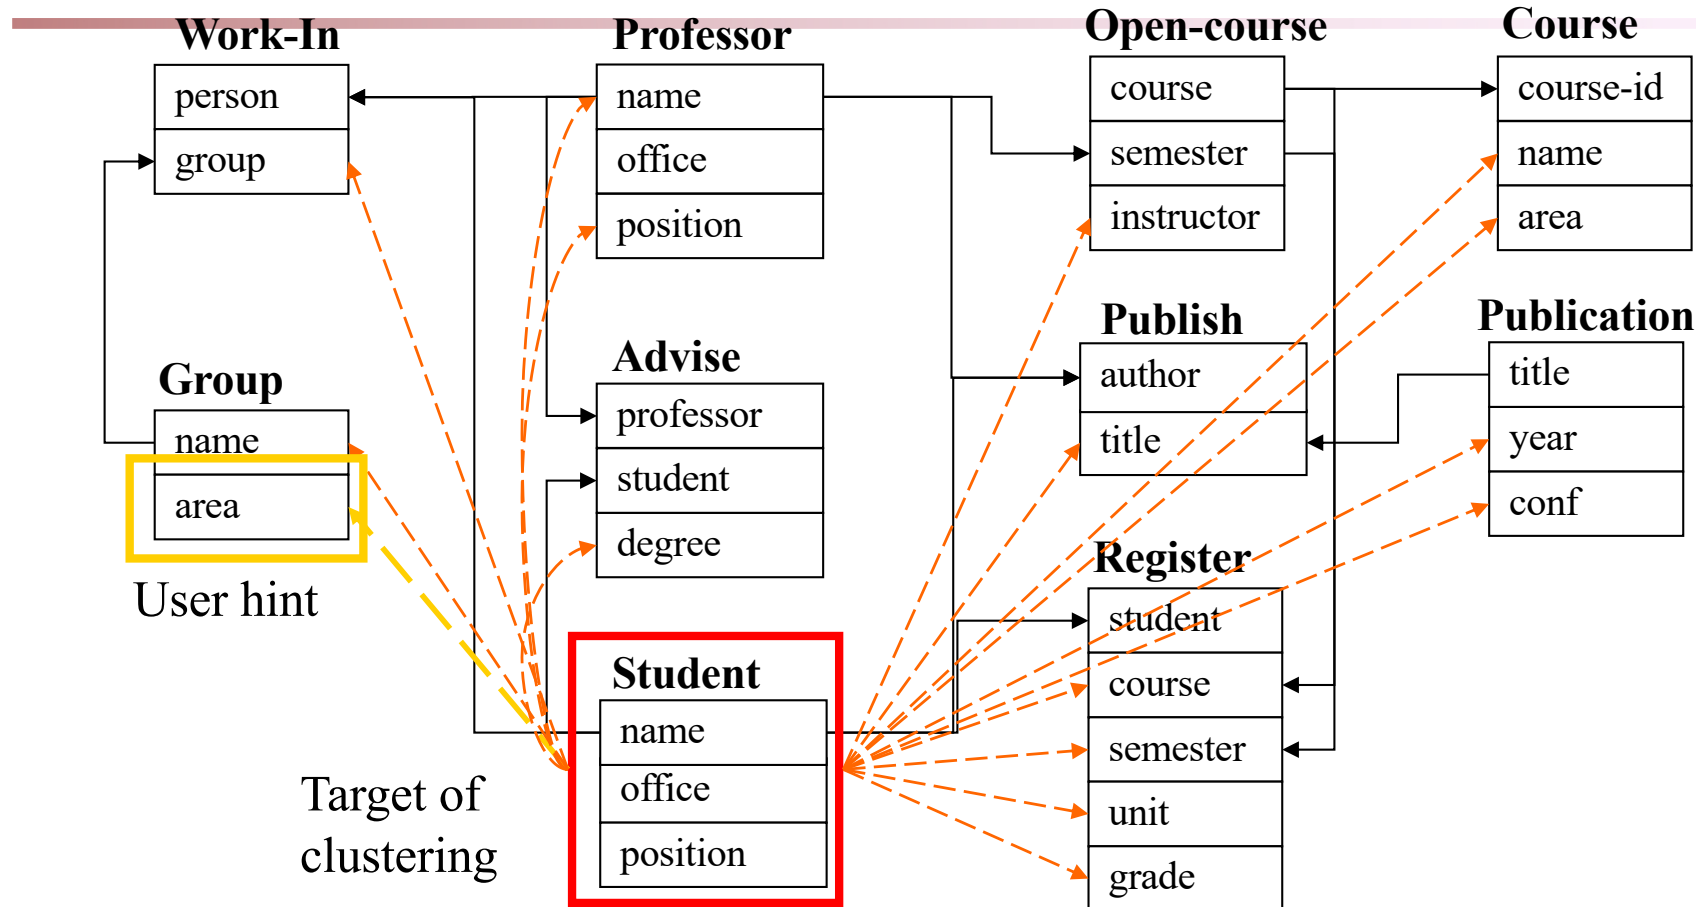 Work-In
person
group
Professor
name
office
position
Open-course
course
semester
instructor
Course
course-id
name
area
Group
name
area
User hint
Advise
professor
student
degree
Publish
author
title
Publication
title
year
conf
Target of
clustering
Student
name
office
position
Register
student
course
semester
unit
grade